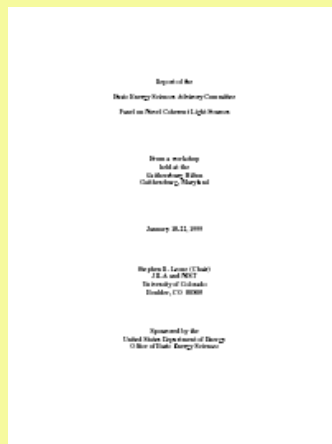 Report of the
Basic Energy Sciences Advisory Committee
Panel on Novel Coherent Light Sources
From a workshop
held at the
Gaithersburg Hilton
Gaithersburg, Maryland
January 18-21, 1999
Stephen R. Leone (Chair)
JILA and NIST
University of Colorado
Boulder, CO 80309
Sponsored by the
United States Department of Energy
Office of Basic Energy Sciences